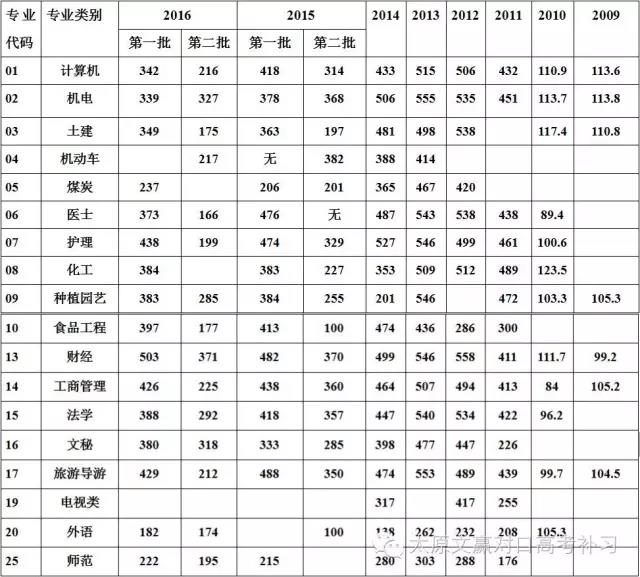 专业代码 专业类别 2016 2015 2014 2013 2012 2011 2010 2009
第一批 第二批 第一批 第二批
01 计算机 342 216 418 314 433 515 506 432 110.9 113.6
02 机电 339 327 378 368 506 555 535 451 113.7 113.8
03 土建 349 175 363 197 481 498 538 117.4 110.8
04 机动车 217 无 382 388 414
05 煤炭 237 206 201 365 467 420
06 医士 373 166 476 无 487 543 538 438 89.4
07 护理 438 199 474 329 527 546 499 461 100.6
08 化工 384 383 227 353 509 512 489 123.5
09 种植园艺 383 285 384 255 201 546 472 103.3 105.3
10 食品工程 397 177 413 100 474 436 286 300
13 财经 503 371 482 370 499 546 558 411 111.7 99.2
14 工商管理 426 225 438 360 464 507 494 413 84 105.2
15 法学 388 292 418 357 447 540 534 422 96.2
16 文秘 380 318 333 285 398 477 447 226
17 旅游导游 429 212 488 350 474 553 489 439 99.7 104.5
19 电视类 317 417 255
20 外语 182 174 100 138 262 232 208 105.3
25 师范 222 195 215 280 303 288 176
太原文赢对口高考补习